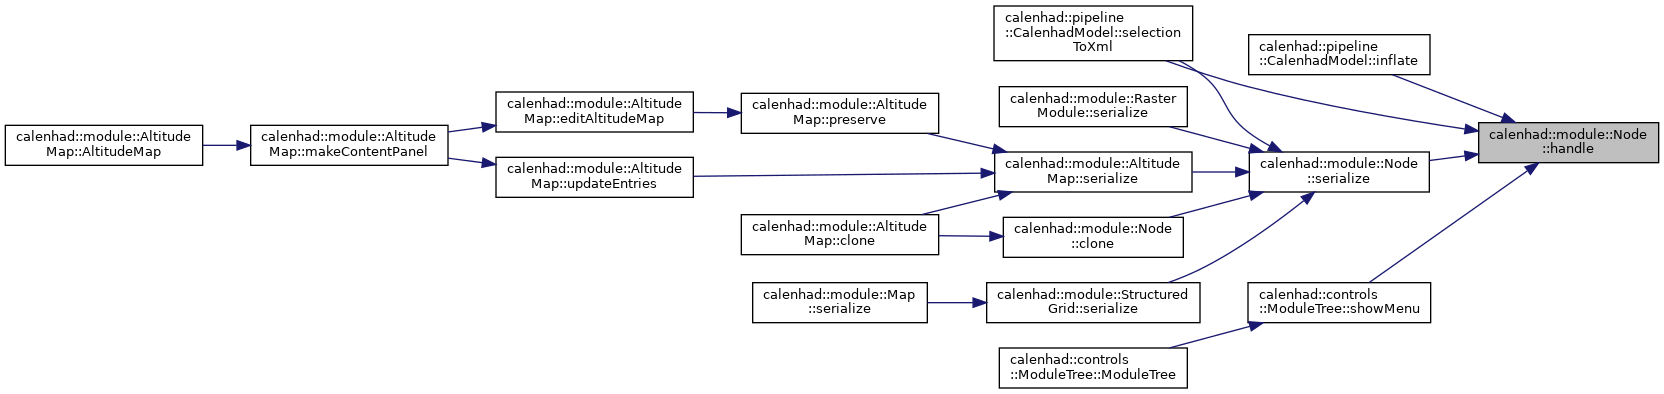 calenhad::pipeline
::CalenhadModel::selection
ToXml
calenhad::pipeline
::CalenhadModel::inflate
calenhad::module::Raster
Module::serialize
calenhad::module::Altitude
Map::editAltitudeMap
calenhad::module::Altitude
Map::preserve
calenhad::module::Altitude
Map::AltitudeMap
calenhad::module::Altitude
Map::makeContentPanel
calenhad::module::Node
::handle
calenhad::module::Altitude
Map::updateEntries
calenhad::module::Altitude
Map::serialize
calenhad::module::Node
::serialize
calenhad::module::Altitude
Map::clone
calenhad::module::Node
::clone
calenhad::module::Map
::serialize
calenhad::module::Structured
Grid::serialize
calenhad::controls
::ModuleTree::showMenu
calenhad::controls
::ModuleTree::ModuleTree